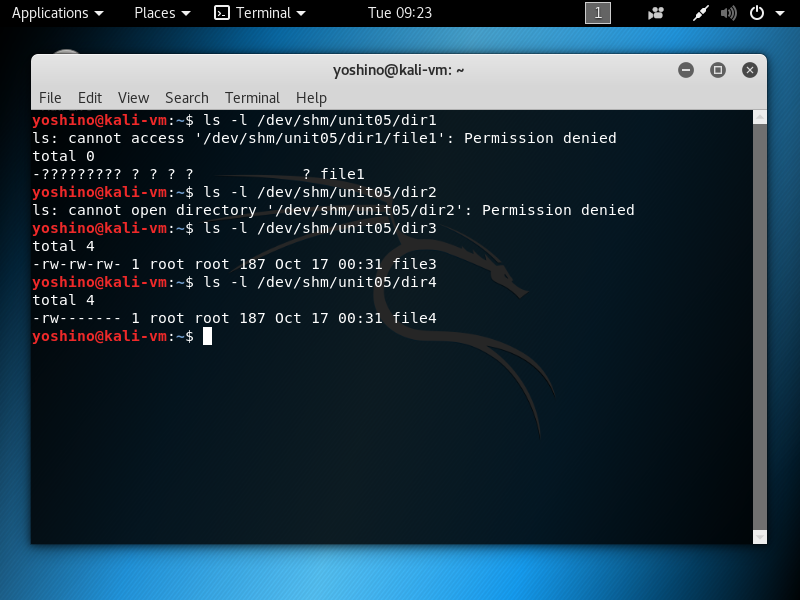 Applications Places Terminal Tue 09:23 1
yoshino@kali-vm: ~
File Edit View Search Terminal Help
yoshino@kali-vm:~$ ls -l /dev/shm/unit05/dir1
ls: cannot access '/dev/shm/unit05/dir1/file1': Permission denied
total 0
-????????? ? ? ? ?            ? file1
yoshino@kali-vm:~$ ls -l /dev/shm/unit05/dir2
ls: cannot open directory '/dev/shm/unit05/dir2': Permission denied
yoshino@kali-vm:~$ ls -l /dev/shm/unit05/dir3
total 4
-rw-rw-rw- 1 root root 187 Oct 17 00:31 file3
yoshino@kali-vm:~$ ls -l /dev/shm/unit05/dir4
total 4
-rw------- 1 root root 187 Oct 17 00:31 file4
yoshino@kali-vm:~$